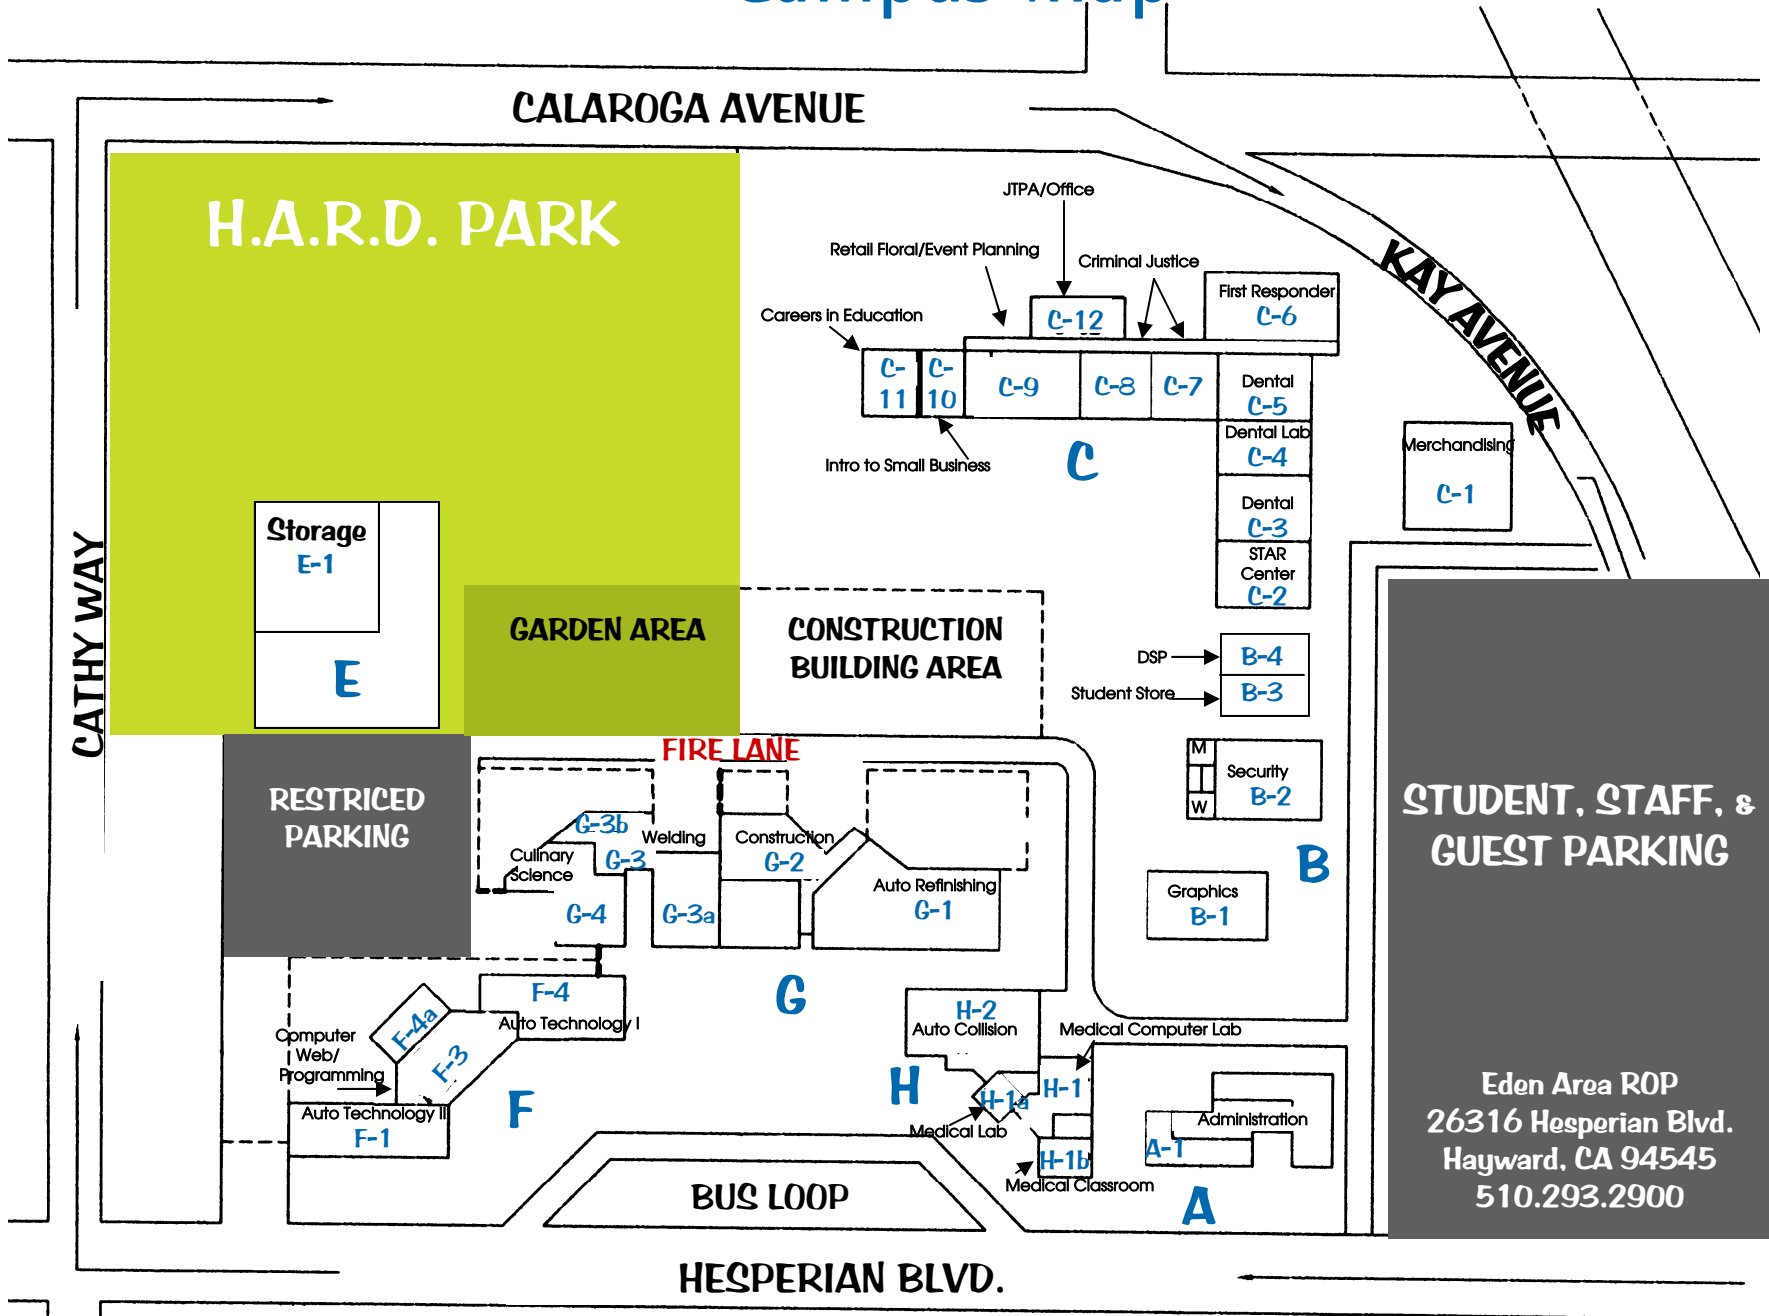 Campus Map
CALAROGA AVENUE
H.A.R.D. PARK
JTPA/Office
Retail Floral/Event Planning
Criminal Justice
KAY AVENUE
First Responder
C-6
Careers in Education
C-12
C-
11
C-
10
C-9
C-8
C-7
Dental
C-5
Dental Lab
C-4
Intro to Small Business
C
Merchandising
C-1
Dental
C-3
STAR
Center
C-2
Storage
E-1
E
CATHY WAY
GARDEN AREA
CONSTRUCTION
BUILDING AREA
DSP
B-4
Student Store
B-3
FIRE LANE
M
W
Security
B-2
RESTRICED
PARKING
STUDENT, STAFF, &
GUEST PARKING
G-3b
Welding
Construction
G-2
G-3
Culinary
Science
B
Auto Refinishing
G-1
Graphics
B-1
G-4
G-3a
G
F-4
Auto Technology I
F-4a
F-3
Computer
Web/
Programming
F
Auto Technology II
F-1
H-2
Auto Collision
Medical Computer Lab
H
H-1
H-1a
Medical Lab
H-1b
Medical Classroom
Administration
A-1
A
BUS LOOP
Eden Area ROP
26316 Hesperian Blvd.
Hayward, CA 94545
510.293.2900
HESPERIAN BLVD.